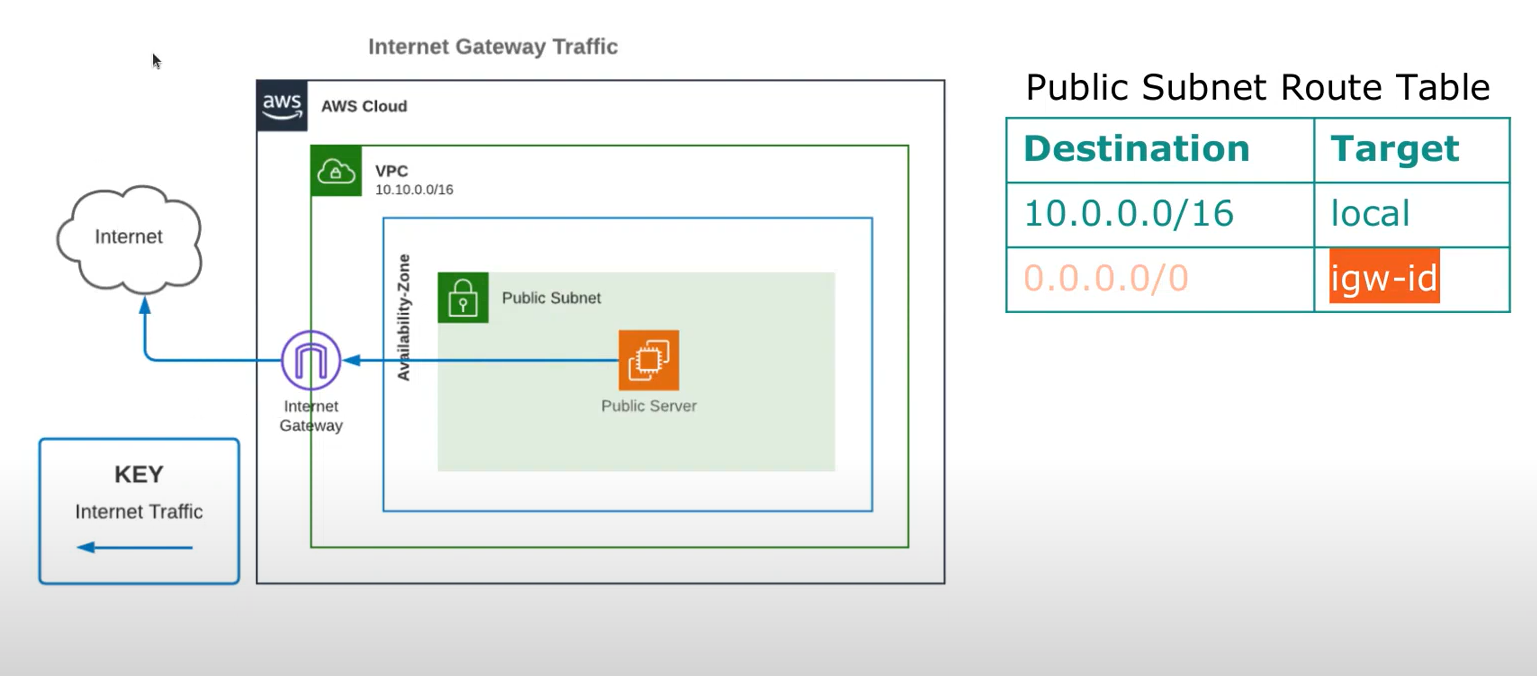 Internet Gateway Traffic
aws
AWS Cloud
VPC
10.10.0.0/16
Internet
Availability-Zone
Public Subnet
Public Server
Internet
Gateway
KEY
Internet Traffic
Public Subnet Route Table
Destination Target
10.0.0.0/16 local
0.0.0.0/0 igw-id